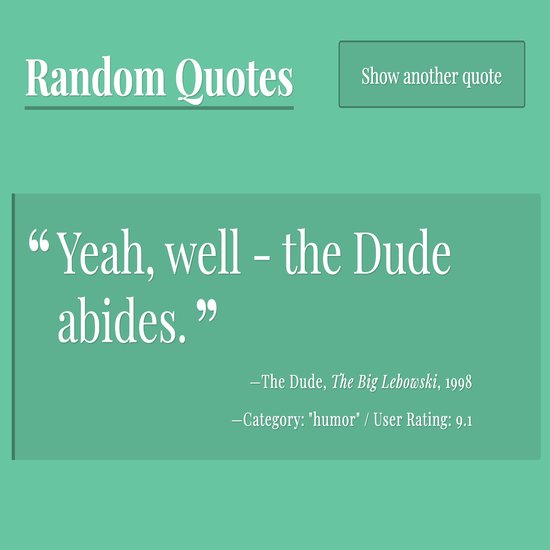 Random Quotes
Show another quote
“Yeah, well - the Dude
abides.”
—The Dude, The Big Lebowski, 1998
—Category: "humor" / User Rating: 9.1